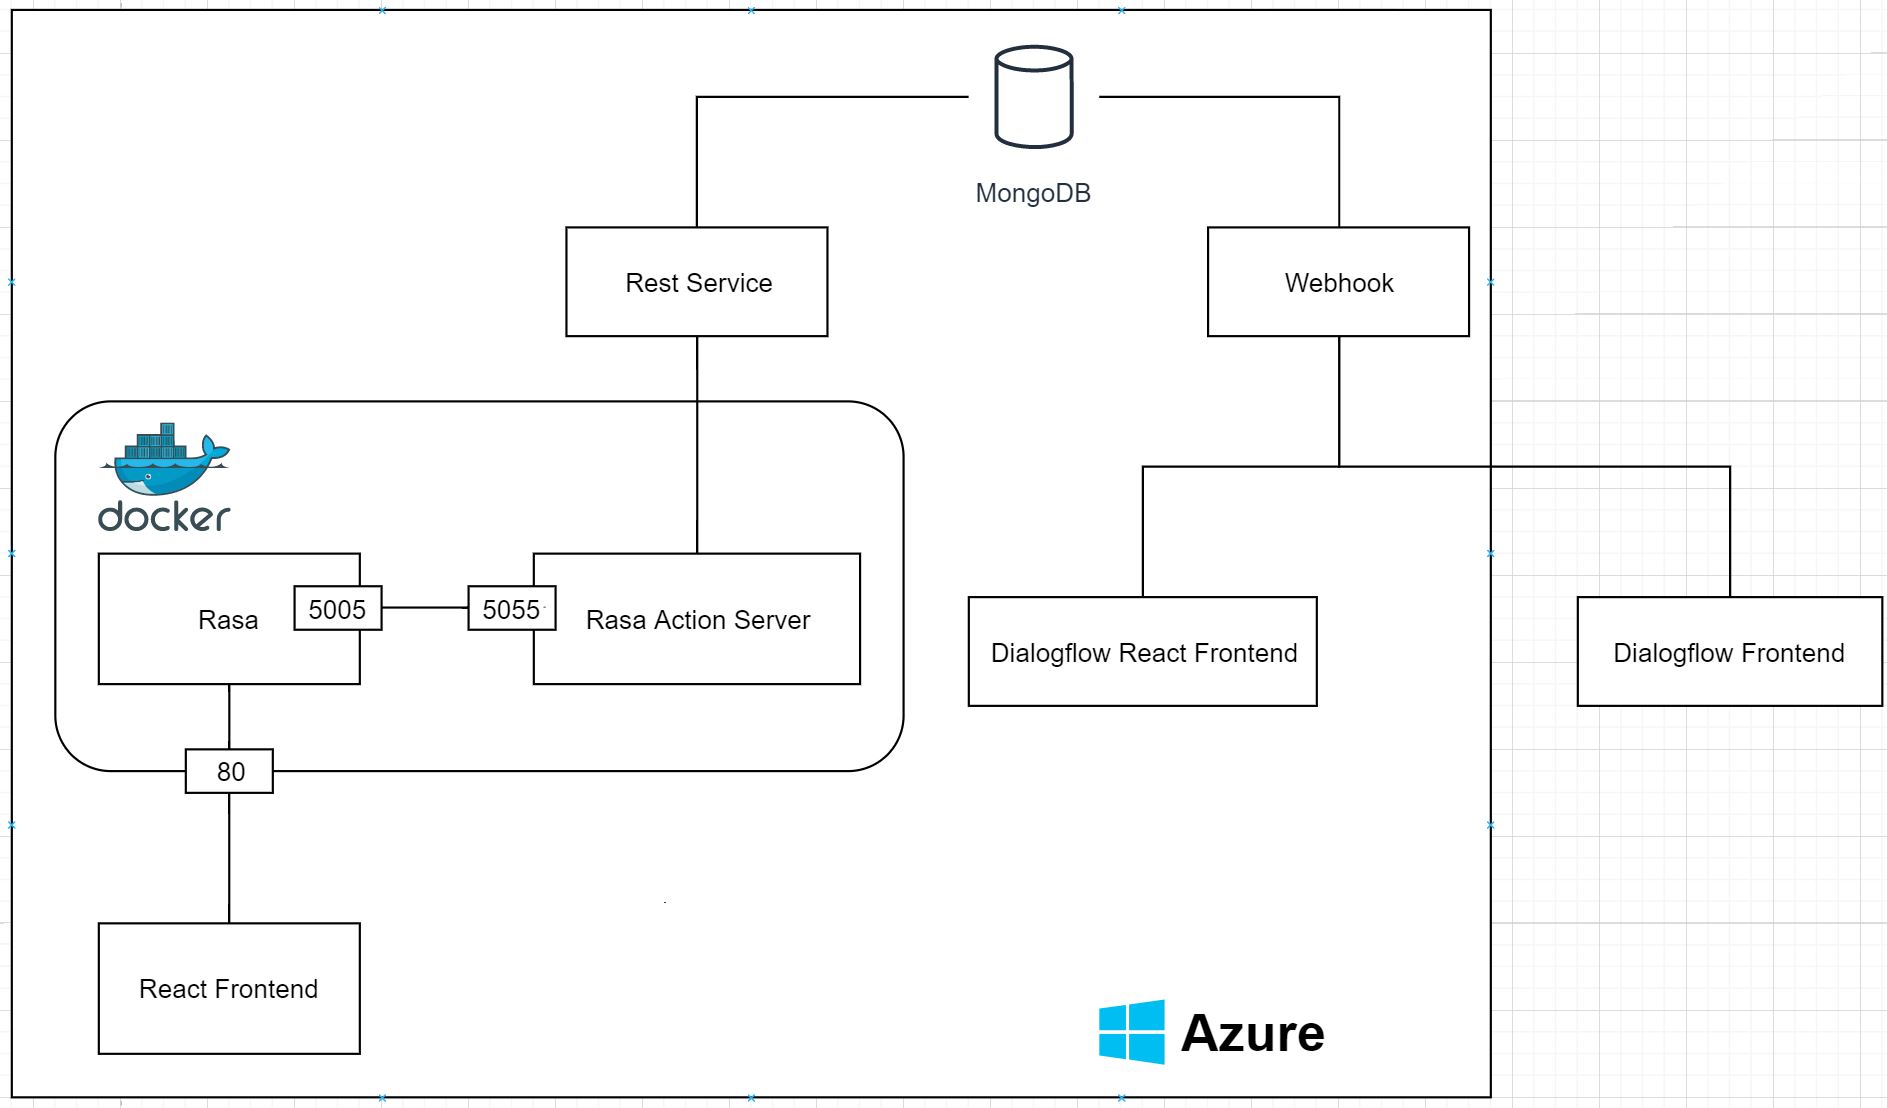 MongoDB
Rest Service
Webhook
docker
Rasa
5005
5055
Rasa Action Server
Dialogflow React Frontend
Dialogflow Frontend
80
React Frontend
Azure